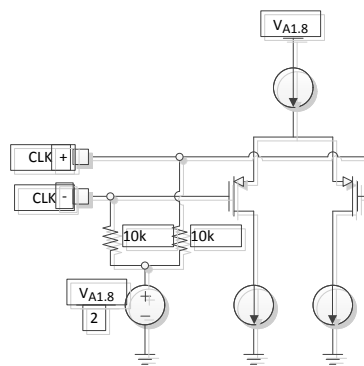 VA1.8
CLK +
CLK -
10k 10k
VA1.8
2
+
−